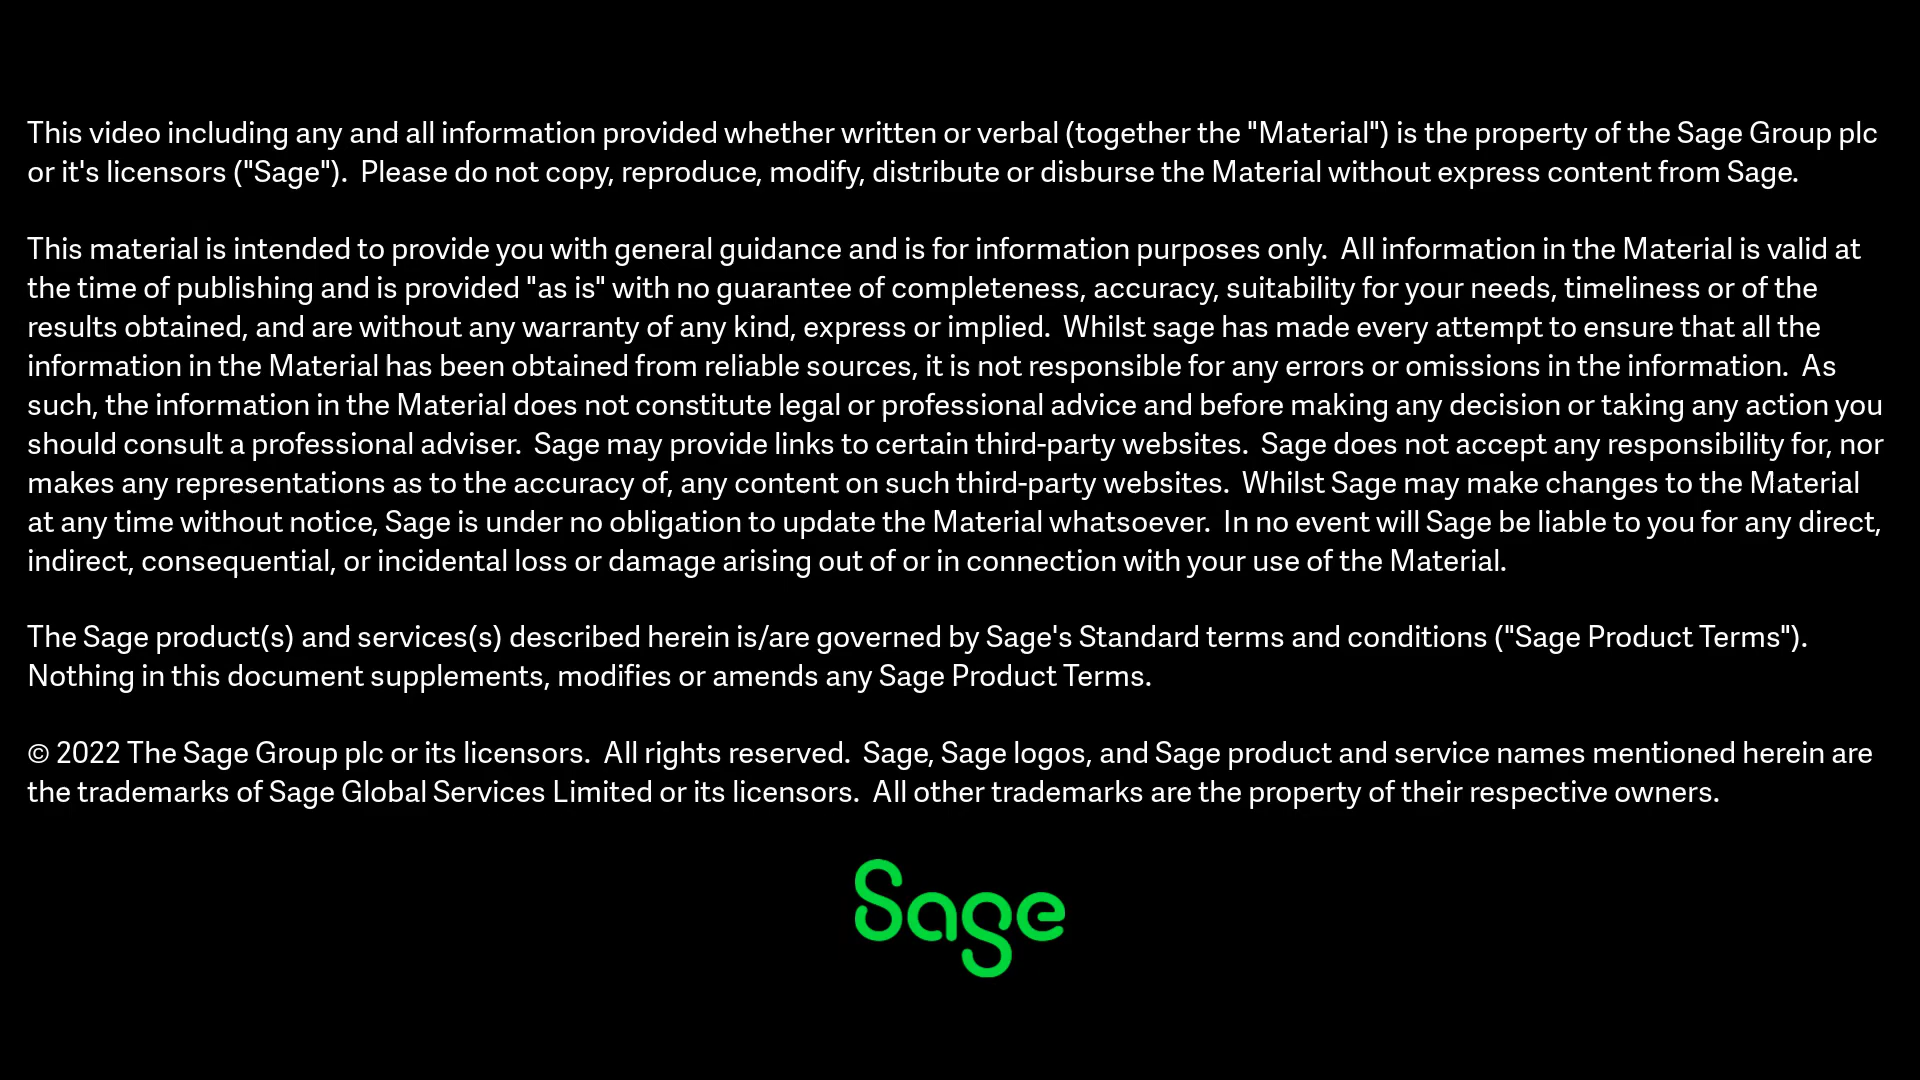 This video including any and all information provided whether written or verbal (together the "Material") is the property of the Sage Group plc
or it's licensors ("Sage").  Please do not copy, reproduce, modify, distribute or disburse the Material without express content from Sage.
This material is intended to provide you with general guidance and is for information purposes only.  All information in the Material is valid at
the time of publishing and is provided "as is" with no guarantee of completeness, accuracy, suitability for your needs, timeliness or of the
results obtained, and are without any warranty of any kind, express or implied.  Whilst sage has made every attempt to ensure that all the
information in the Material has been obtained from reliable sources, it is not responsible for any errors or omissions in the information.  As
such, the information in the Material does not constitute legal or professional advice and before making any decision or taking any action you
should consult a professional adviser.  Sage may provide links to certain third-party websites.  Sage does not accept any responsibility for, nor
makes any representations as to the accuracy of, any content on such third-party websites.  Whilst Sage may make changes to the Material
at any time without notice, Sage is under no obligation to update the Material whatsoever.  In no event will Sage be liable to you for any direct,
indirect, consequential, or incidental loss or damage arising out of or in connection with your use of the Material.
The Sage product(s) and services(s) described herein is/are governed by Sage's Standard terms and conditions ("Sage Product Terms").
Nothing in this document supplements, modifies or amends any Sage Product Terms.
© 2022 The Sage Group plc or its licensors.  All rights reserved.  Sage, Sage logos, and Sage product and service names mentioned herein are
the trademarks of Sage Global Services Limited or its licensors.  All other trademarks are the property of their respective owners.
Sage